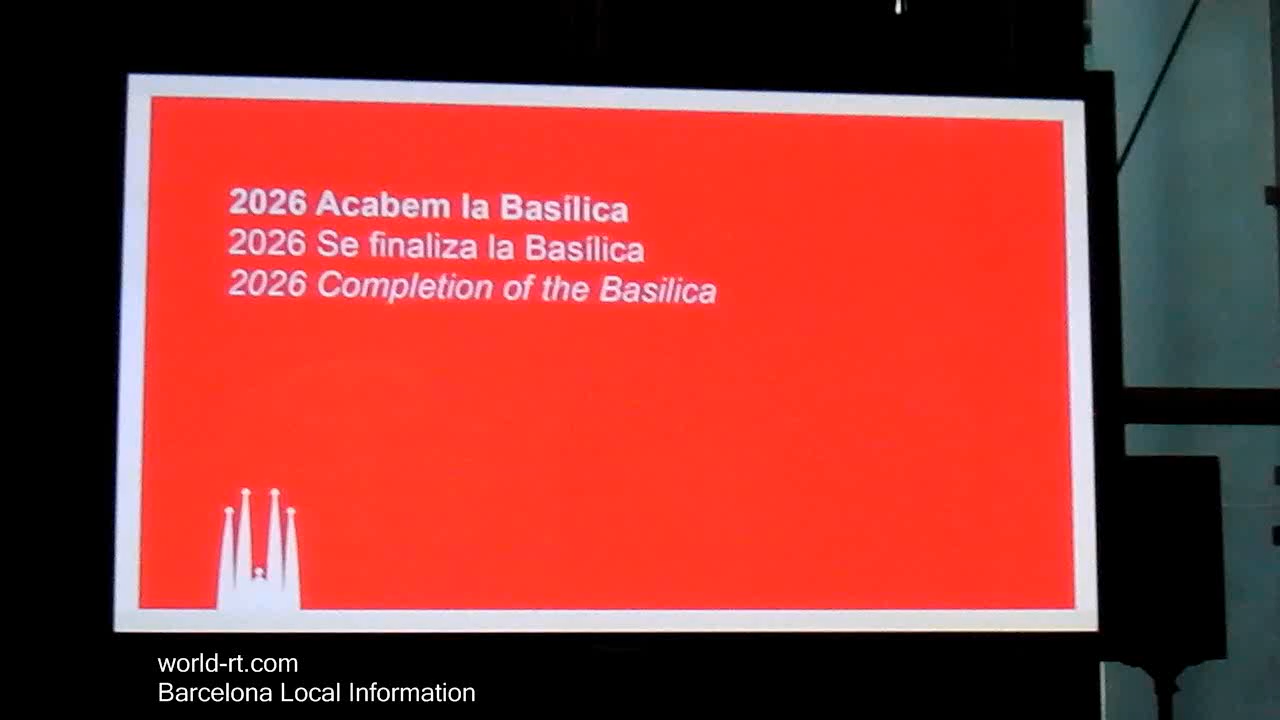 2026 Acabem la Basílica
2026 Se finaliza la Basílica
2026 Completion of the Basilica
world-rt.com
Barcelona Local Information